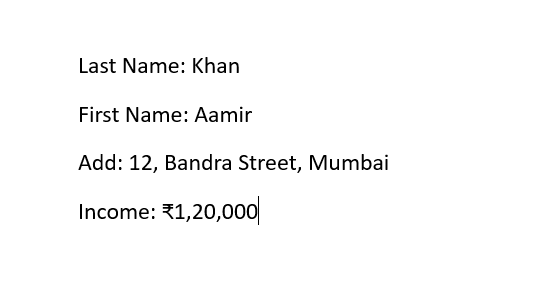 Last Name: Khan
First Name: Aamir
Add: 12, Bandra Street, Mumbai
Income: ₹1,20,000